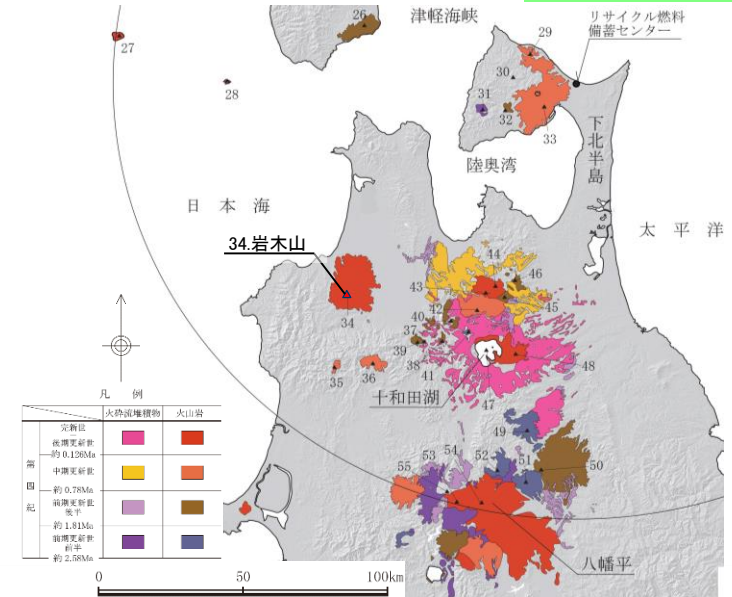 津軽海峡
26
27
28
29
30
31
32
33
リサイクル燃料
備蓄センター
下北半島
陸奥湾
日本海
太平洋
34.岩木山
34
35
36
37
38
39
40
41
42
43
44
45
46
47
48
十和田湖
49
50
51
52
53
54
55
八幡平
凡例
火砕流堆積物 火山岩
第四紀
完新世
~
後期更新世
約0.126Ma
中期更新世
約0.78Ma
前期更新世
後半
約1.81Ma
前期更新世
前半
約2.58Ma
0 50 100km